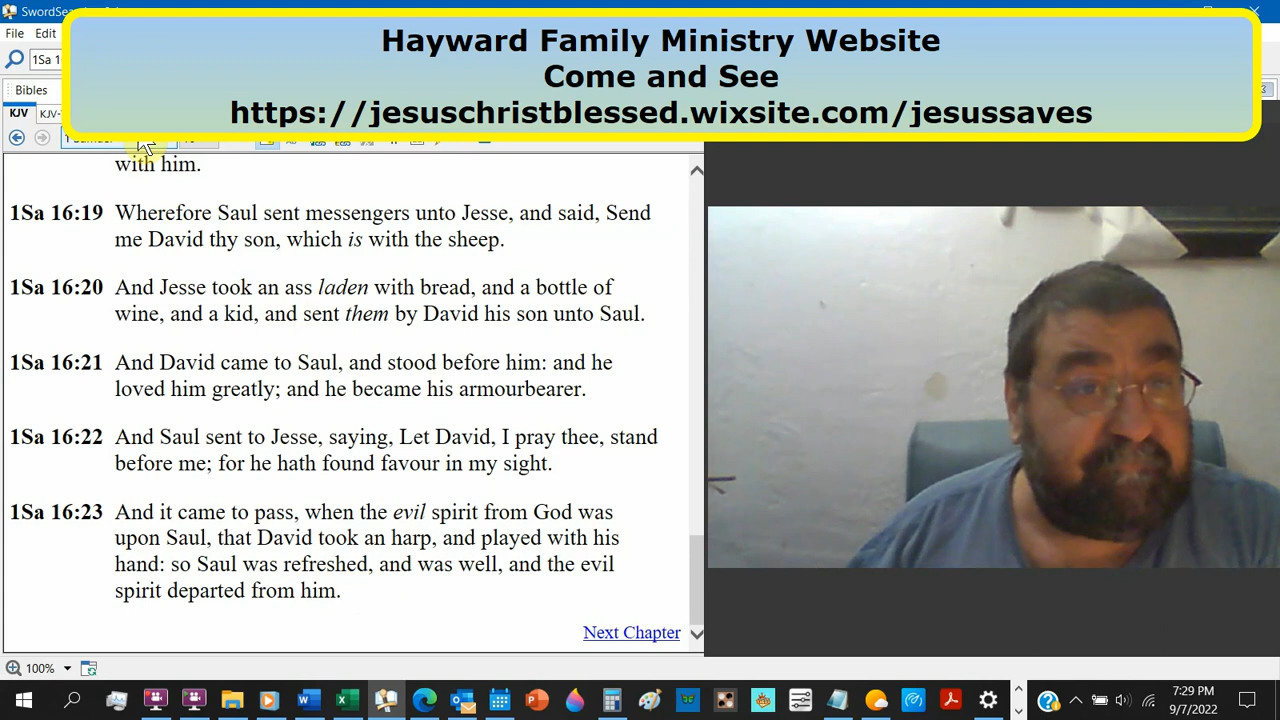 SwordSear
File Edit
Hayward Family Ministry Website
Come and See
https://jesuschristblessed.wixsite.com/jesussaves
1Sa 1
Bibles
KJV KJV-
with him.
1Sa 16:19 Wherefore Saul sent messengers unto Jesse, and said, Send
me David thy son, which is with the sheep.
1Sa 16:20 And Jesse took an ass laden with bread, and a bottle of
wine, and a kid, and sent them by David his son unto Saul.
1Sa 16:21 And David came to Saul, and stood before him: and he
loved him greatly; and he became his armourbearer.
1Sa 16:22 And Saul sent to Jesse, saying, Let David, I pray thee, stand
before me; for he hath found favour in my sight.
1Sa 16:23 And it came to pass, when the evil spirit from God was
upon Saul, that David took an harp, and played with his
hand: so Saul was refreshed, and was well, and the evil
spirit departed from him.
Next Chapter
100%
7:29 PM
9/7/2022